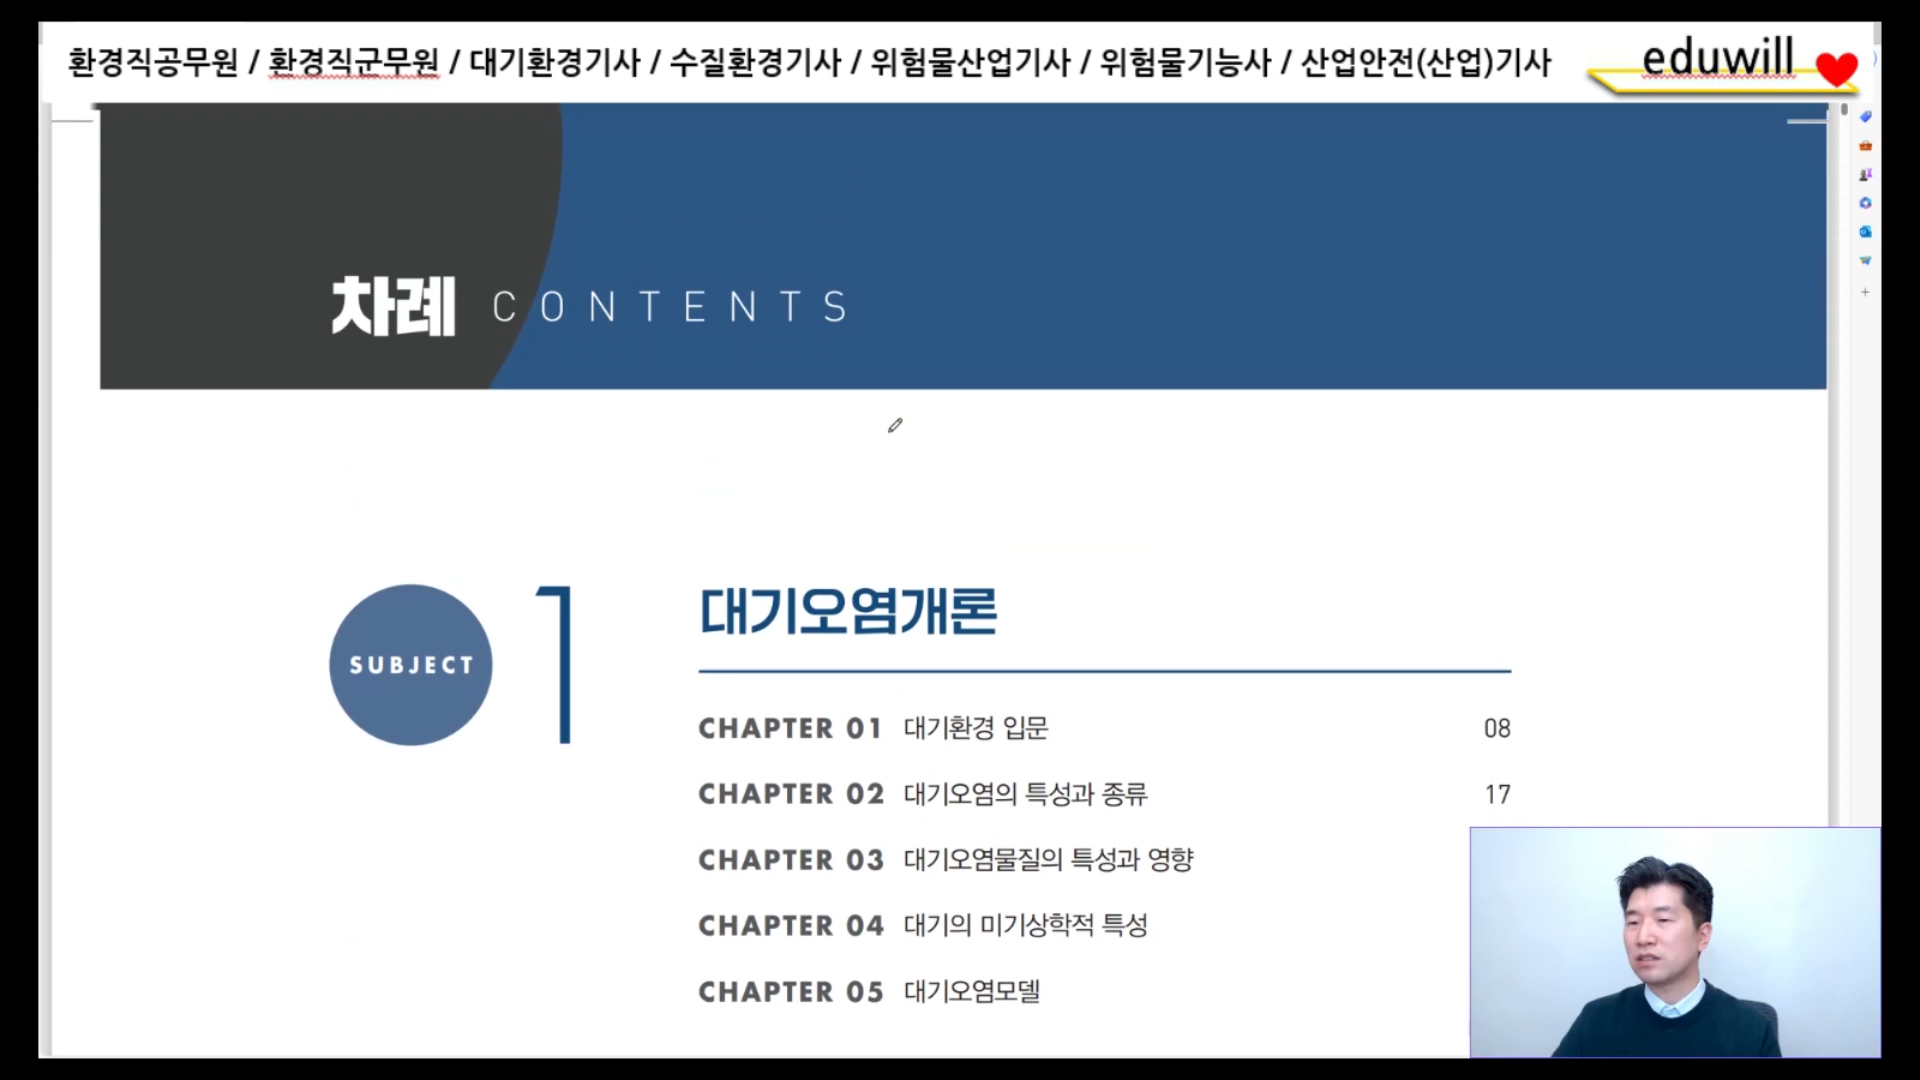 환경직공무원 / 환경직군무원 / 대기환경기사 / 수질환경기사 / 위험물산업기사 / 위험물기능사 / 산업안전(산업)기사
eduwill
차례 CONTENTS
SUBJECT 1
대기오염개론
CHAPTER 01 대기환경 입문 08
CHAPTER 02 대기오염의 특성과 종류 17
CHAPTER 03 대기오염물질의 특성과 영향
CHAPTER 04 대기의 미기상학적 특성
CHAPTER 05 대기오염모델